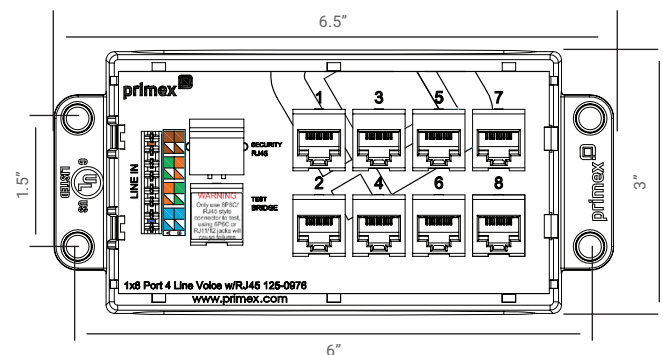 6.5"
primex
1 3 5 7
SECURITY
RJ45
LINE IN
WARNING
Only use 8P8C/
RJ45 style
connector to test,
using 6P6C or
RJ11/12 jacks will
cause failures
TEST
BRIDGE
A B
2 4 6 8
1x8 Port 4 Line Voice w/RJ45 125-0976
www.primex.com
C UL US
LISTED
primex
1.5"
3"
6"